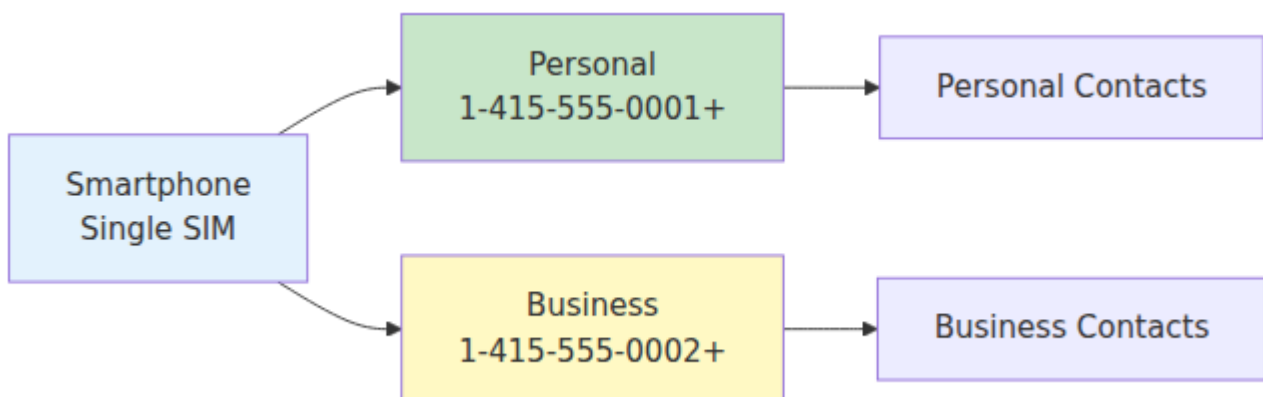 Smartphone
Single SIM
Personal
1-415-555-0001+
Personal Contacts
Business
1-415-555-0002+
Business Contacts